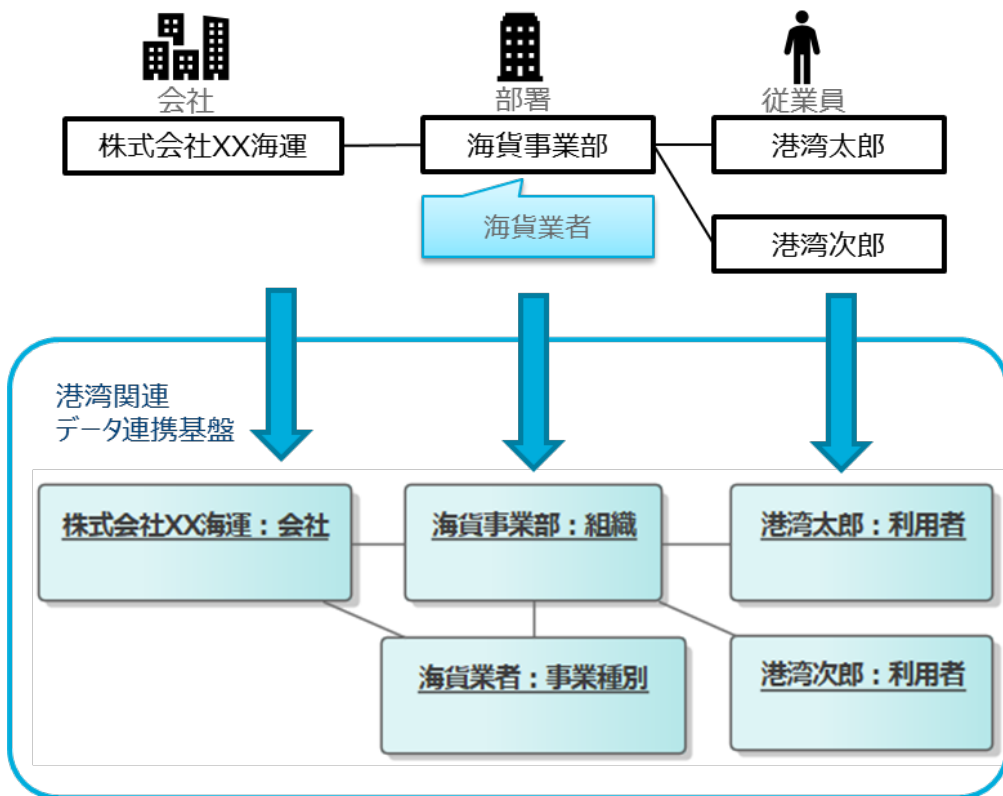 会社
部署
従業員
株式会社XX海運
海貨事業部
港湾太郎
海貨業者
港湾次郎
港湾関連
データ連携基盤
株式会社XX海運：会社
海貨事業部：組織
港湾太郎：利用者
海貨業者：事業種別
港湾次郎：利用者